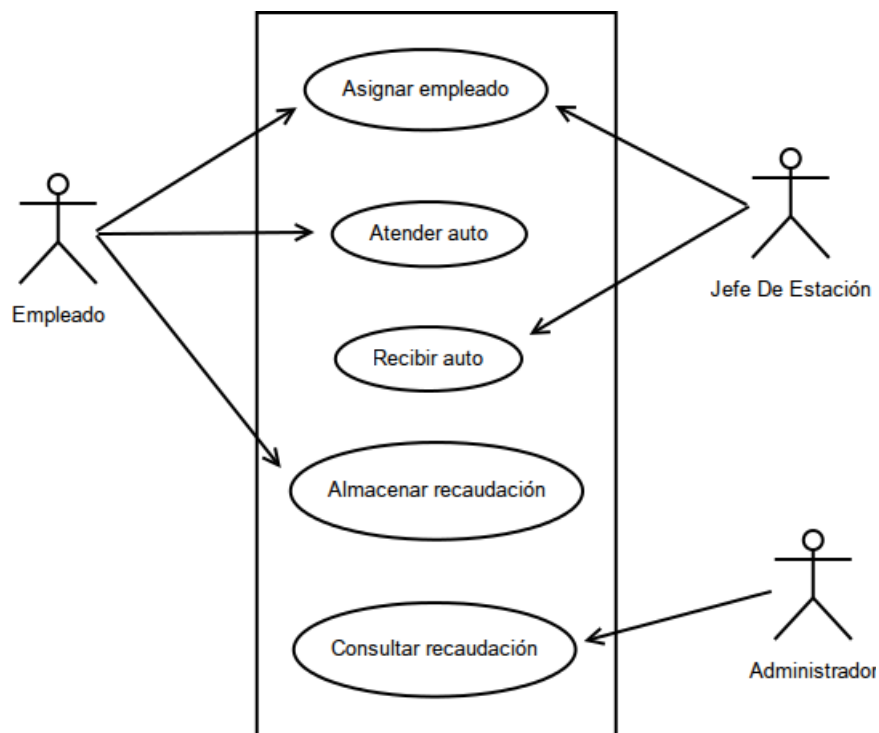 Asignar empleado
Atender auto
Empleado
Jefe De Estación
Recibir auto
Almacenar recaudación
Consultar recaudación
Administrador